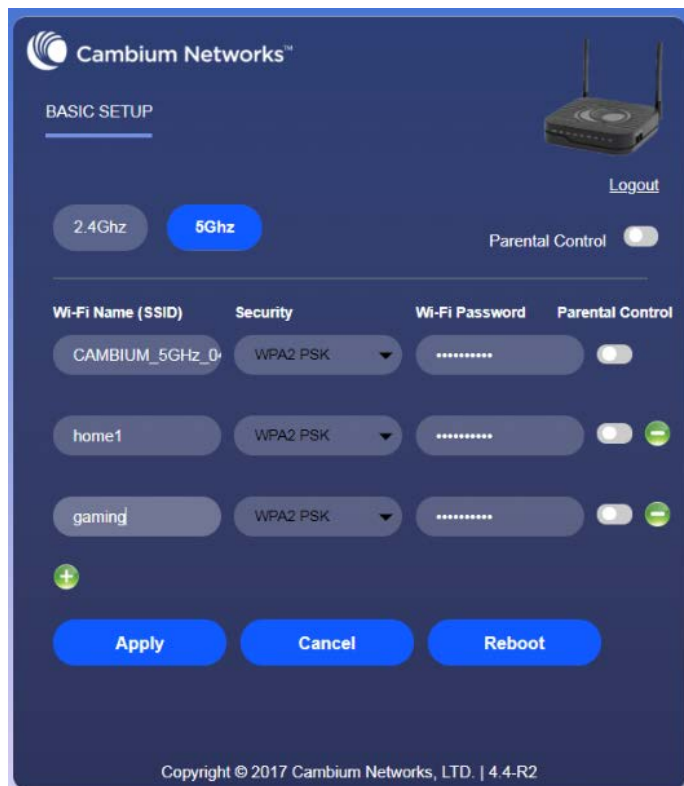 Cambium Networks™
BASIC SETUP
Logout
2.4Ghz 5Ghz Parental Control
Wi-Fi Name (SSID) Security Wi-Fi Password Parental Control
CAMBIUM_5GHz_04 WPA2 PSK ••••••••••
home1 WPA2 PSK ••••••••••
gaming WPA2 PSK ••••••••••
Apply Cancel Reboot
Copyright © 2017 Cambium Networks, LTD. | 4.4-R2